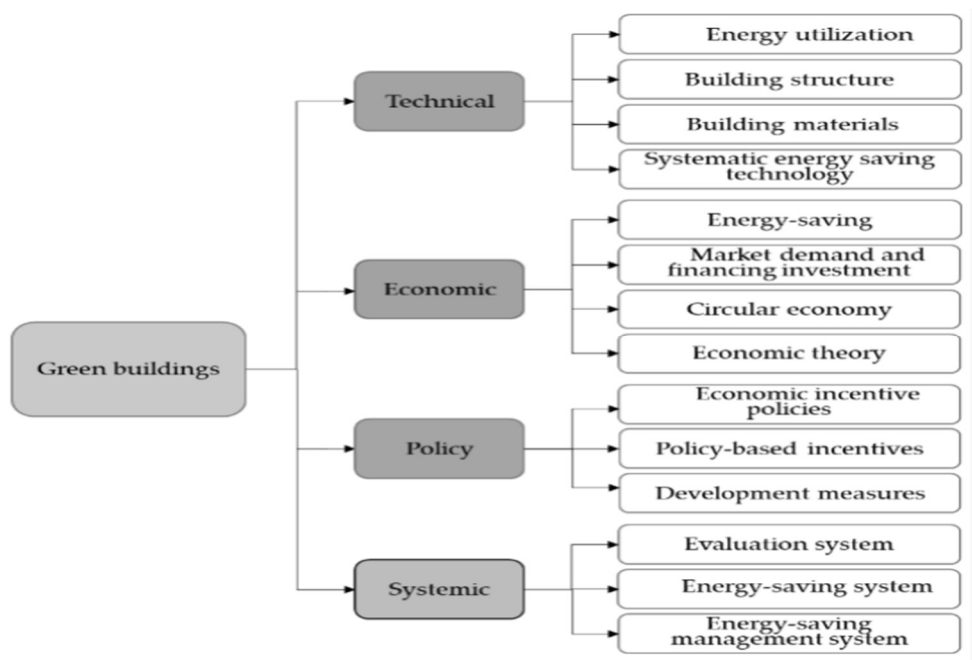 Green buildings
Technical
Energy utilization
Building structure
Building materials
Systematic energy saving
technology
Economic
Energy-saving
Market demand and
financing investment
Circular economy
Economic theory
Policy
Economic incentive
policies
Policy-based incentives
Development measures
Systemic
Evaluation system
Energy-saving system
Energy-saving
management system